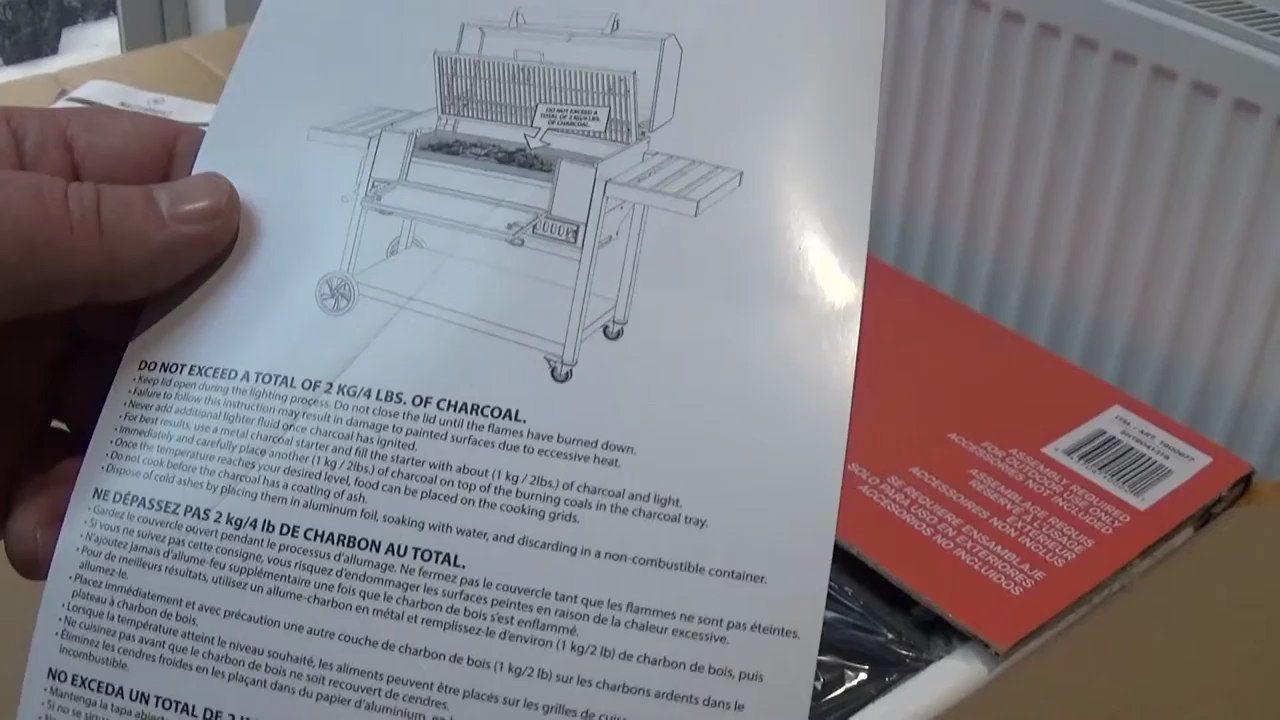 DO NOT EXCEED A
TOTAL OF 2 KG/4 LBS.
OF CHARCOAL.
DO NOT EXCEED A TOTAL OF 2 KG/4 LBS. OF CHARCOAL.
• Keep lid open during the lighting process. Do not close the lid until the flames have burned down.
• Failure to follow this instruction may result in damage to painted surfaces due to excessive heat.
• Never add additional lighter fluid once charcoal has ignited.
• For best results, use a metal charcoal starter and fill the starter with about (1 kg / 2lbs.) of charcoal and light.
• Immediately and carefully place another (1 kg / 2lbs.) of charcoal on top of the burning coals in the charcoal tray.
• Once the temperature reaches your desired level, food can be placed on the cooking grids.
• Do not cook before the charcoal has a coating of ash.
• Dispose of cold ashes by placing them in aluminum foil, soaking with water, and discarding in a non-combustible container.
NE DÉPASSEZ PAS 2 kg/4 lb DE CHARBON AU TOTAL.
• Gardez le couvercle ouvert pendant le processus d'allumage. Ne fermez pas le couvercle tant que les flammes ne sont pas éteintes.
• Si vous ne suivez pas cette consigne, vous risquez d'endommager les surfaces peintes en raison de la chaleur excessive.
• N'ajoutez jamais d'allume-feu supplémentaire une fois que le charbon de bois s'est enflammé.
• Pour de meilleurs résultats, utilisez un allume-charbon en métal et remplissez-le d'environ (1 kg/2 lb) de charbon de bois, puis
allumez-le.
• Placez immédiatement et avec précaution une autre couche de charbon de bois (1 kg/2 lb) sur les charbons ardents dans le
plateau à charbon de bois.
• Lorsque la température atteint le niveau souhaité, les aliments peuvent être placés sur les grilles de
• Ne cuisinez pas avant que le charbon de bois ne soit recouvert de cendres.
• Éliminez les cendres froides en les plaçant dans du papier d'aluminium, en
incombustible.
NO EXCEDA UN TOTAL DE 2
• Mantenga la tapa
• Si no se
ASSEMBLY REQUIRED
FOR OUTDOOR USE ONLY
ACCESSORIES NOT INCLUDED
ASSEMBLAGE REQUIS
RÉSERVÉ À L'USAGE
EXTÉRIEUR
ACCESSOIRES NON INCLUS
SE REQUIERE ENSAMBLAJE
SOLO PARA USO EN EXTERIORES
ACCESORIOS NO INCLUIDOS